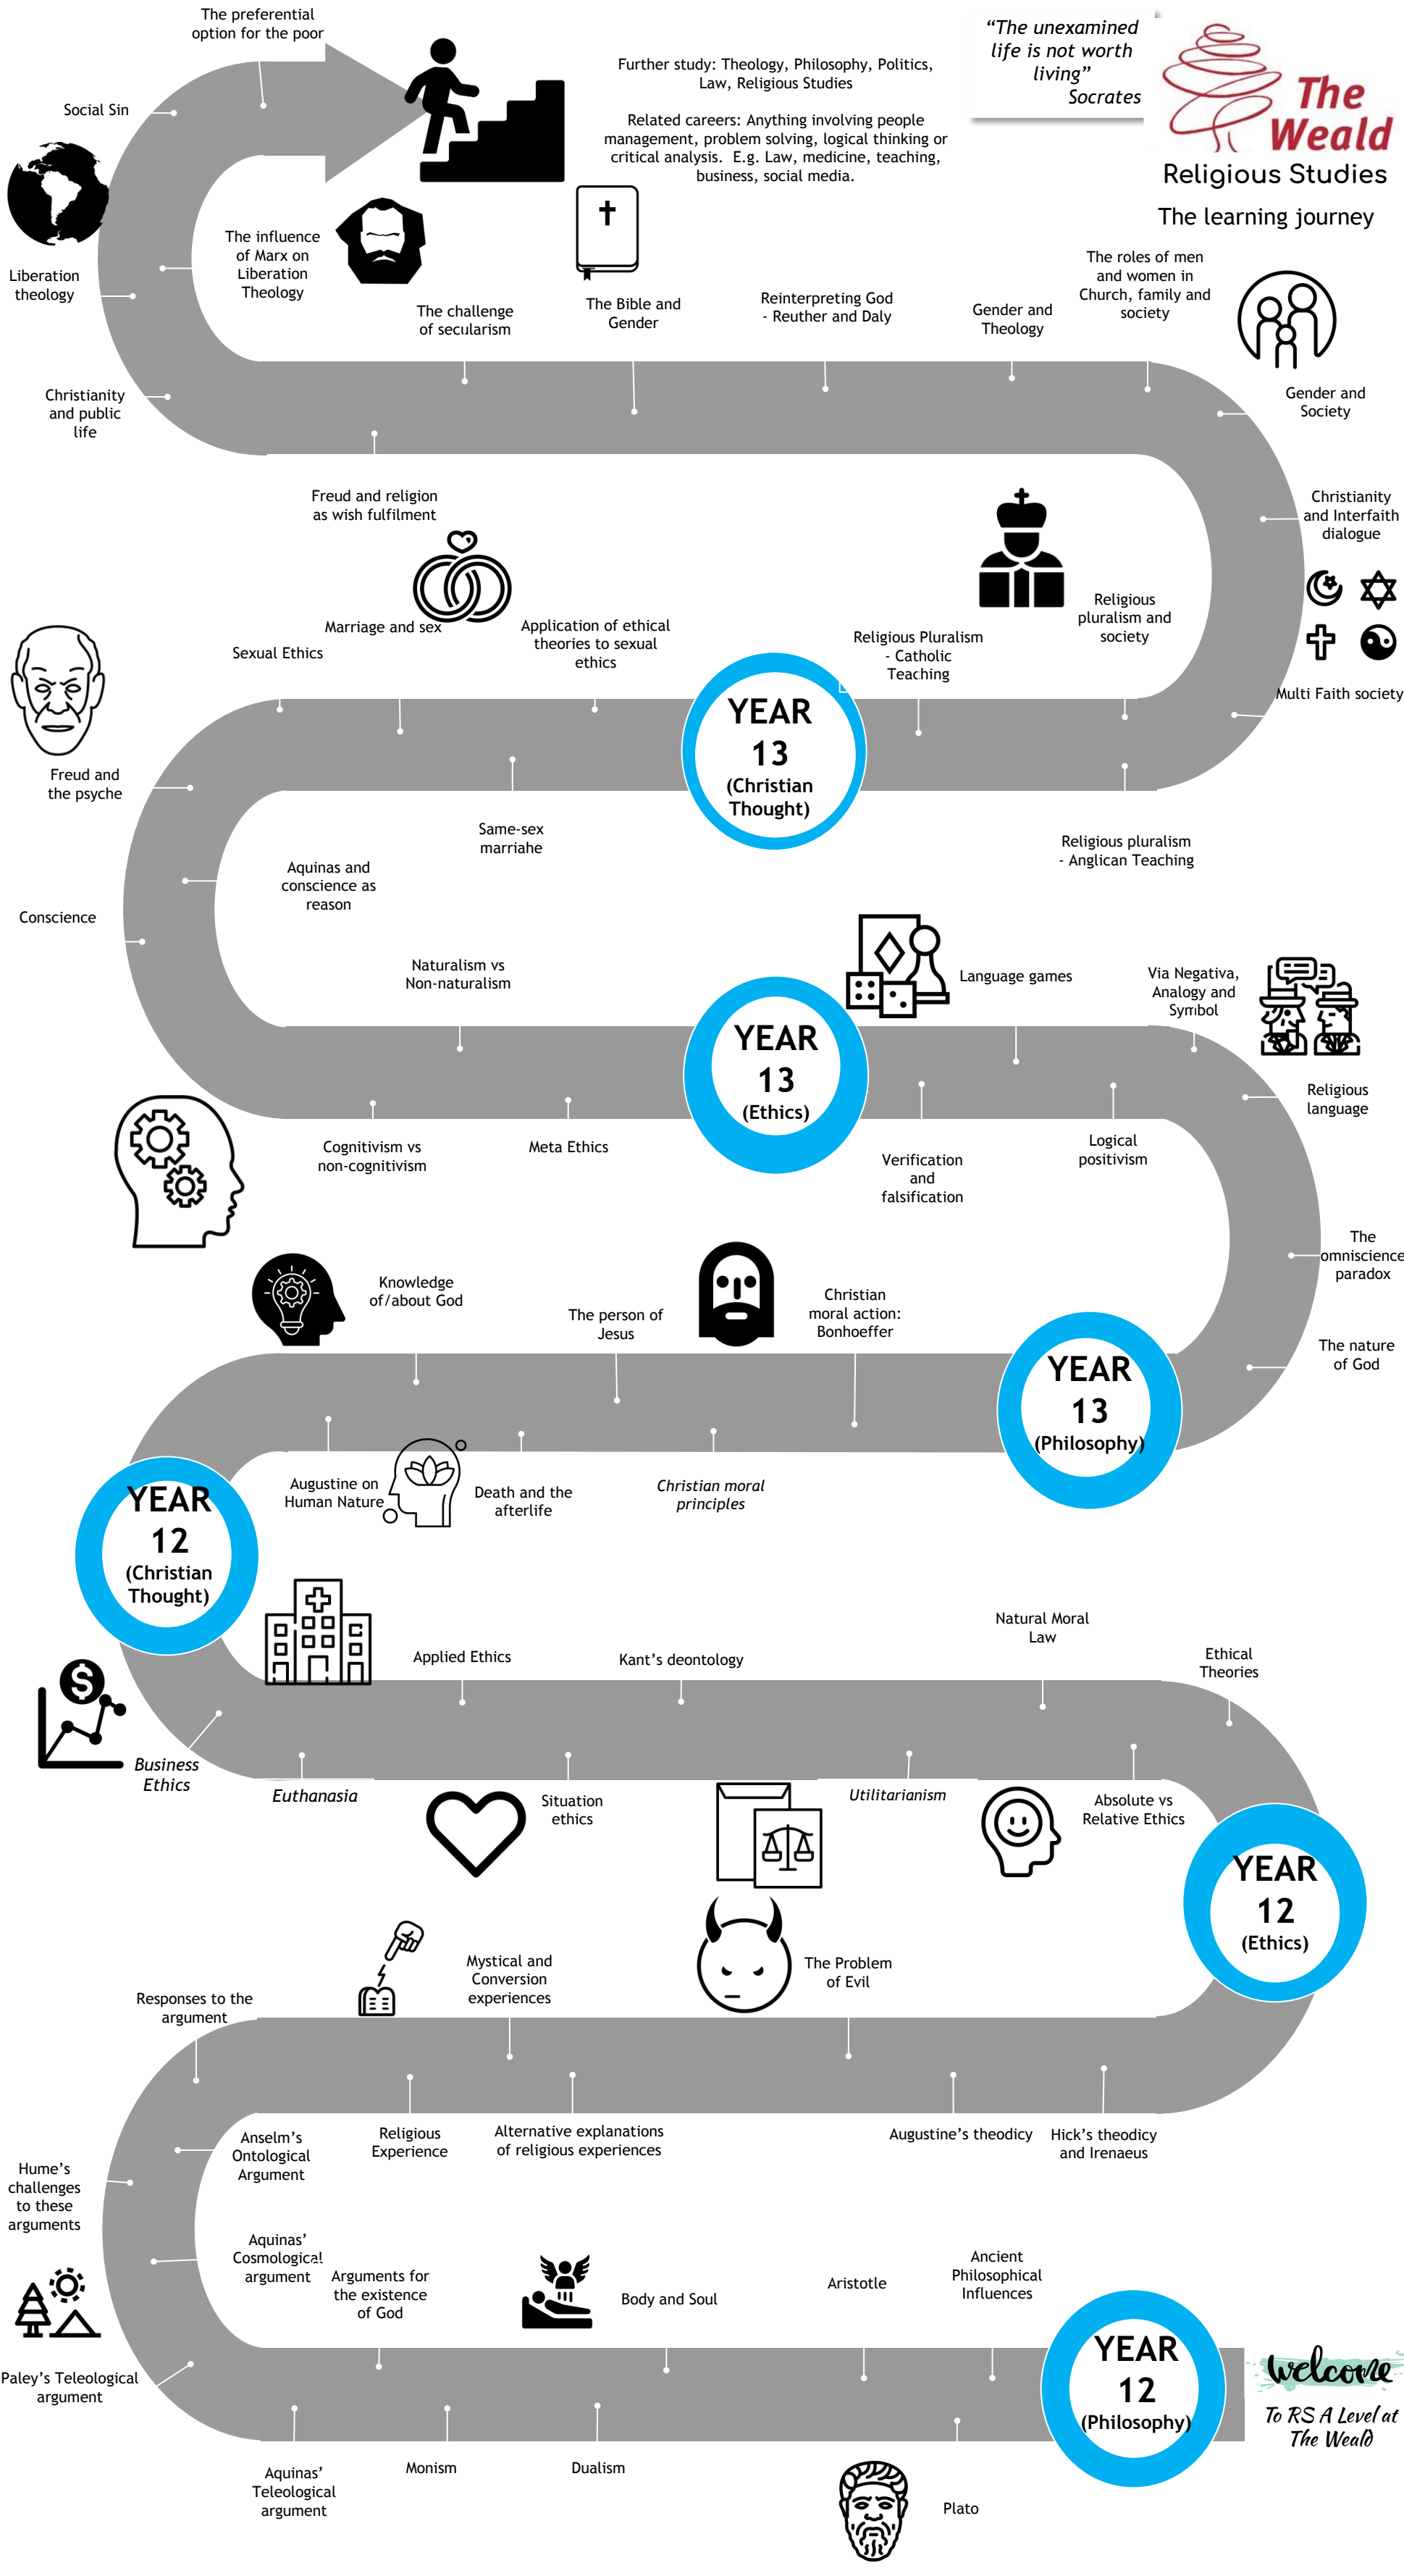 The preferential
option for the poor
"The unexamined
life is not worth
living"
Socrates
The
Weald
Religious Studies
The learning journey
Further study: Theology, Philosophy, Politics,
Law, Religious Studies
Related careers: Anything involving people
management, problem solving, logical thinking or
critical analysis.  E.g. Law, medicine, teaching,
business, social media.
Social Sin
The influence
of Marx on
Liberation
Theology
Liberation
theology
The challenge
of secularism
The Bible and
Gender
Reinterpreting God
- Reuther and Daly
Gender and
Theology
The roles of men
and women in
Church, family and
society
Gender and
Society
Christianity
and public
life
Freud and religion
as wish fulfilment
Christianity
and Interfaith
dialogue
Multi Faith society
Sexual Ethics
Marriage and sex
Application of ethical
theories to sexual
ethics
Religious Pluralism
- Catholic
Teaching
Religious
pluralism and
society
YEAR
13
(Christian
Thought)
Freud and
the psyche
Same-sex
marriahe
Religious pluralism
- Anglican Teaching
Aquinas and
conscience as
reason
Conscience
Naturalism vs
Non-naturalism
Language games
Via Negativa,
Analogy and
Symbol
YEAR
13
(Ethics)
Religious
language
Cognitivism vs
non-cognitivism
Meta Ethics
Verification
and
falsification
Logical
positivism
The
omniscience
paradox
The nature
of God
Knowledge
of/about God
The person of
Jesus
Christian
moral action:
Bonhoeffer
YEAR
13
(Philosophy)
Augustine on
Human Nature
Death and the
afterlife
Christian moral
principles
YEAR
12
(Christian
Thought)
Applied Ethics
Kant's deontology
Natural Moral
Law
Ethical
Theories
Business
Ethics
Euthanasia
Situation
ethics
Utilitarianism
Absolute vs
Relative Ethics
YEAR
12
(Ethics)
Responses to the
argument
Mystical and
Conversion
experiences
The Problem
of Evil
Anselm's
Ontological
Argument
Religious
Experience
Alternative explanations
of religious experiences
Augustine's theodicy
Hick's theodicy
and Irenaeus
Hume's
challenges
to these
arguments
Aquinas'
Cosmological
argument
Arguments for
the existence
of God
Body and Soul
Aristotle
Ancient
Philosophical
Influences
YEAR
12
(Philosophy)
welcome
To RS A Level at
The Weald
Paley's Teleological
argument
Aquinas'
Teleological
argument
Monism
Dualism
Plato